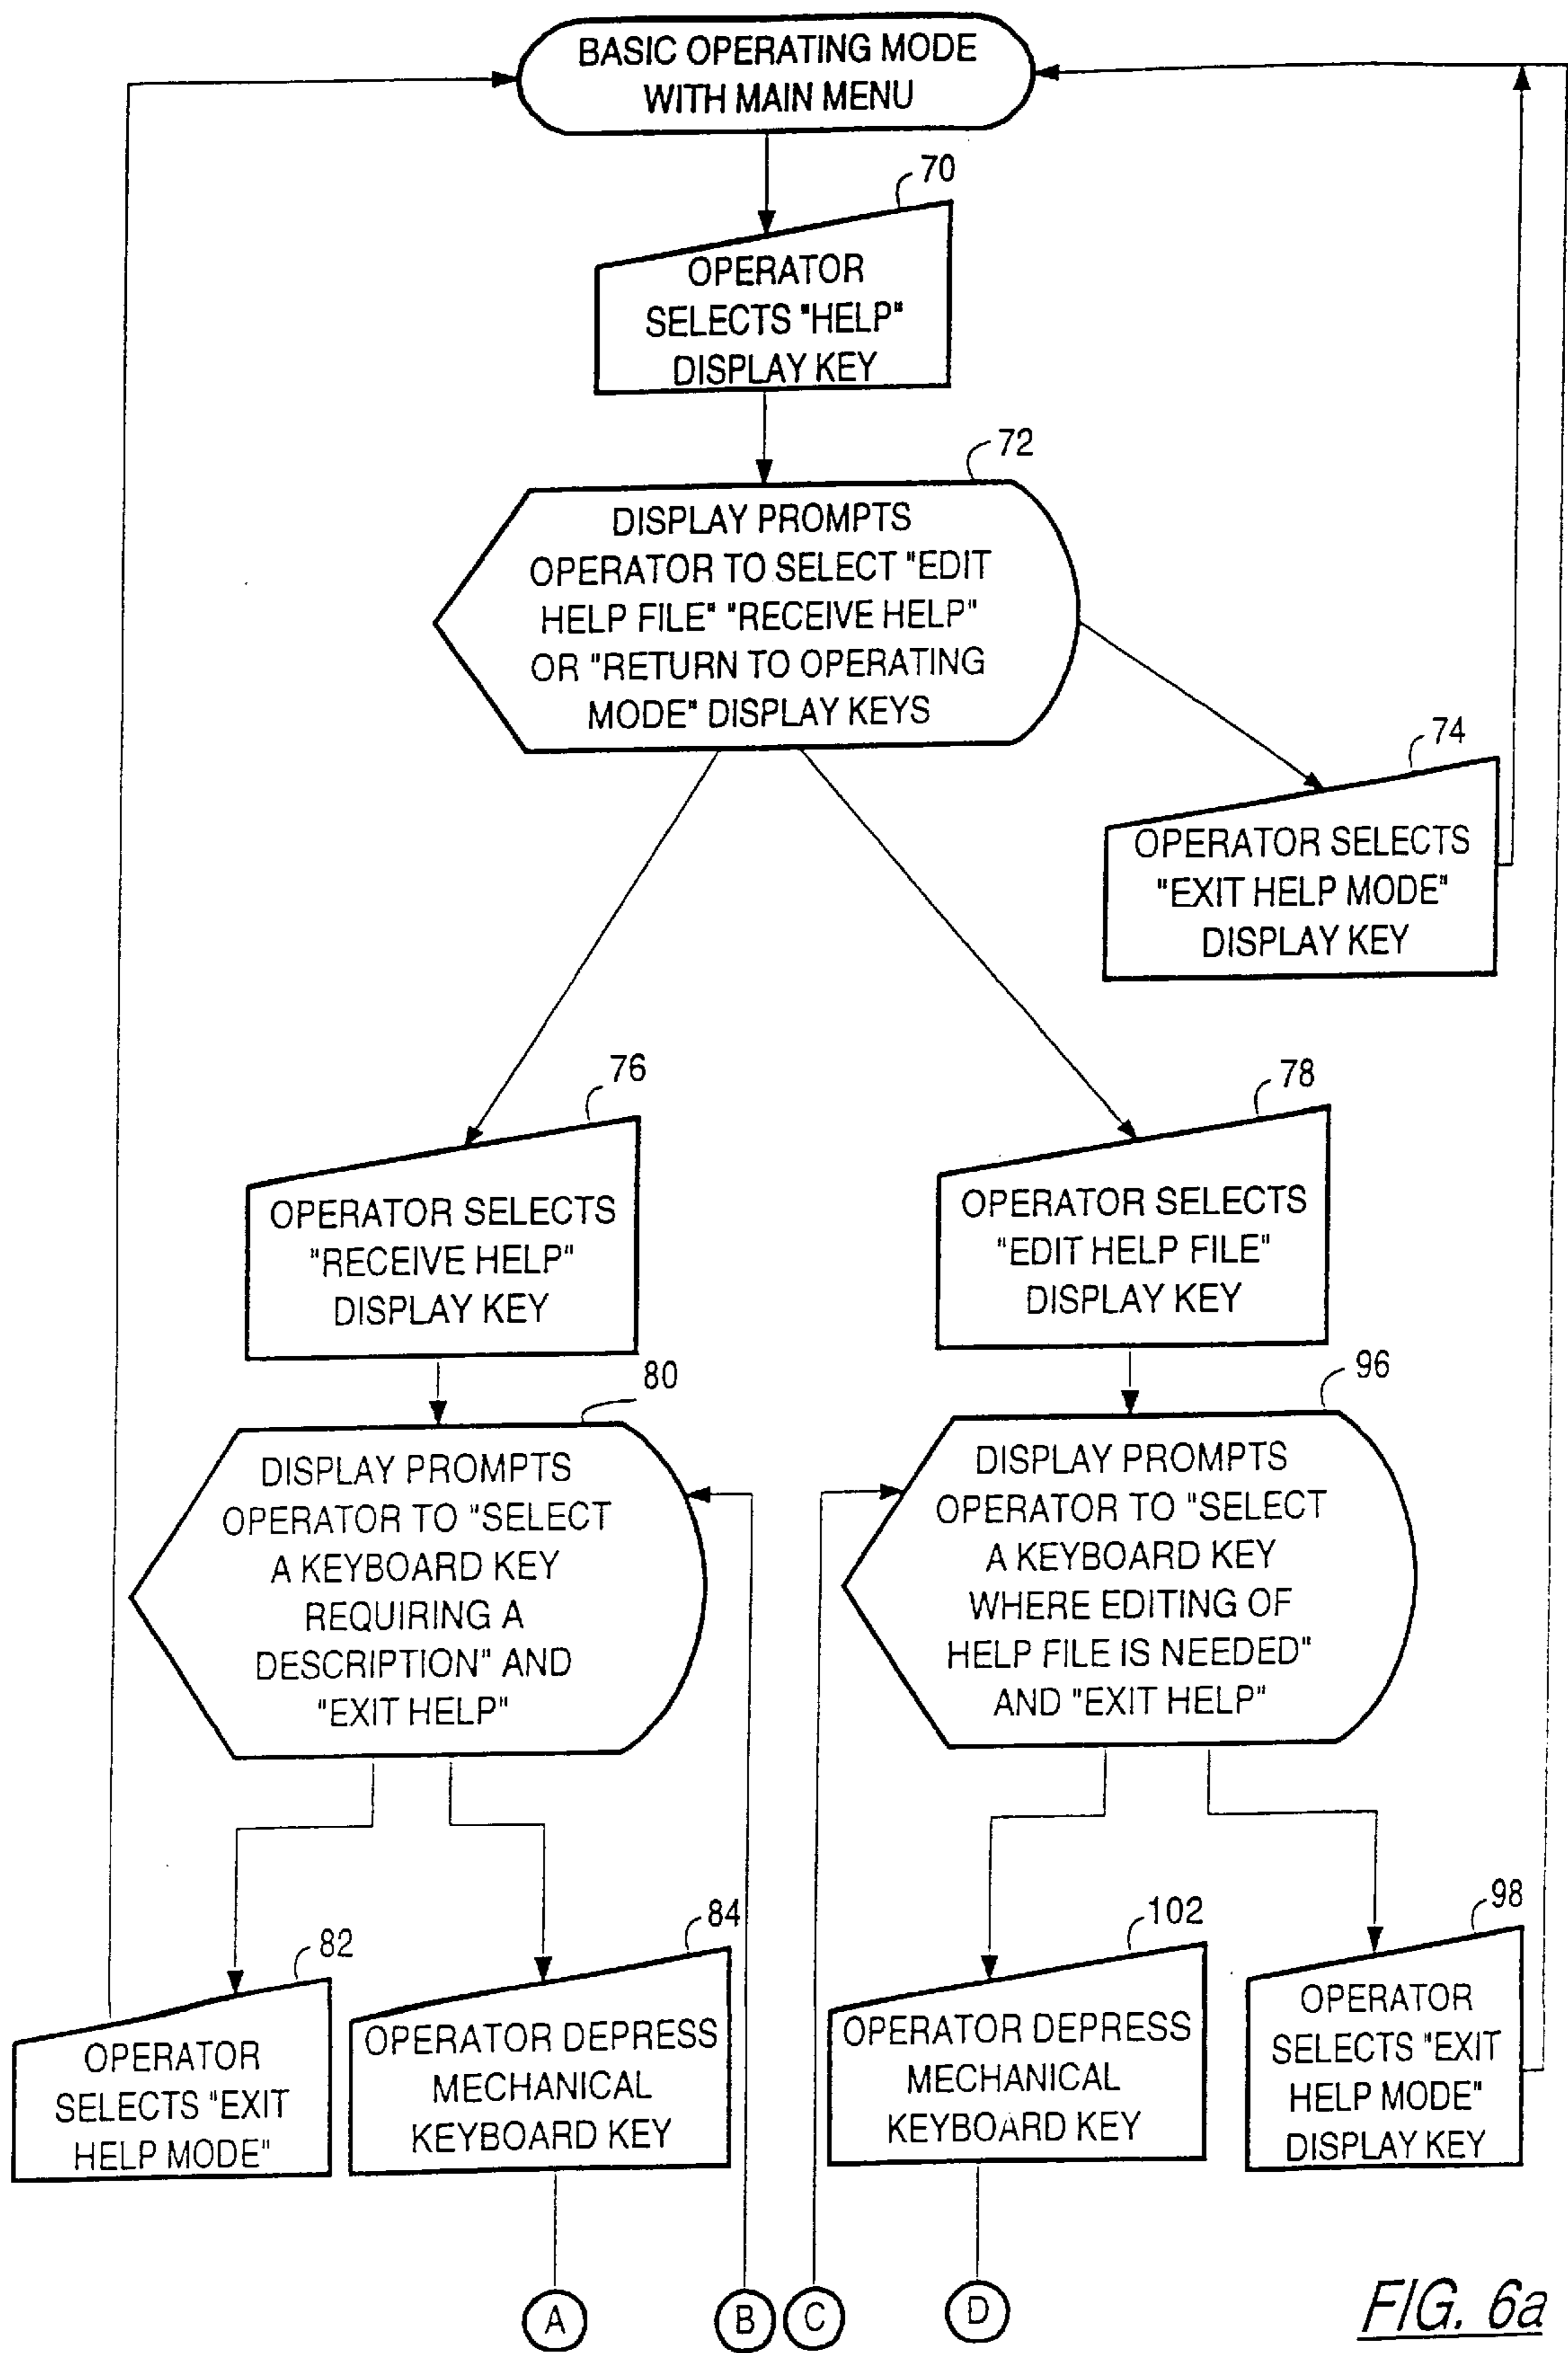 BASIC OPERATING MODE
WITH MAIN MENU
70
OPERATOR
SELECTS "HELP"
DISPLAY KEY
72
DISPLAY PROMPTS
OPERATOR TO SELECT "EDIT
HELP FILE" "RECEIVE HELP"
OR "RETURN TO OPERATING
MODE" DISPLAY KEYS
74
OPERATOR SELECTS
"EXIT HELP MODE"
DISPLAY KEY
76
OPERATOR SELECTS
"RECEIVE HELP"
DISPLAY KEY
78
OPERATOR SELECTS
"EDIT HELP FILE"
DISPLAY KEY
80
DISPLAY PROMPTS
OPERATOR TO "SELECT
A KEYBOARD KEY
REQUIRING A
DESCRIPTION" AND
"EXIT HELP"
96
DISPLAY PROMPTS
OPERATOR TO "SELECT
A KEYBOARD KEY
WHERE EDITING OF
HELP FILE IS NEEDED"
AND "EXIT HELP"
82
OPERATOR
SELECTS "EXIT
HELP MODE"
84
OPERATOR DEPRESS
MECHANICAL
KEYBOARD KEY
102
OPERATOR DEPRESS
MECHANICAL
KEYBOARD KEY
98
OPERATOR
SELECTS "EXIT
HELP MODE"
DISPLAY KEY
A
B
C
D
FIG. 6a